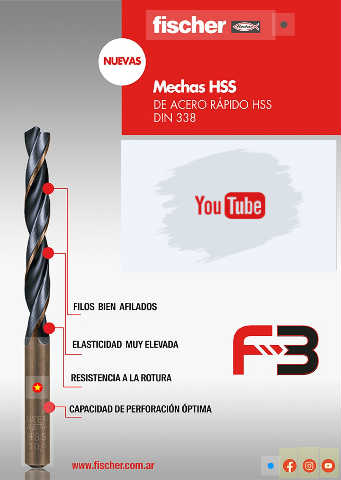 fischer
NUEVAS
Mechas HSS
DE ACERO RÁPIDO HSS
DIN 338
YouTube
FILOS BIEN AFILADOS
ELASTICIDAD MUY ELEVADA
RESISTENCIA A LA ROTURA
CAPACIDAD DE PERFORACIÓN ÓPTIMA
HSS
www.fischer.com.ar